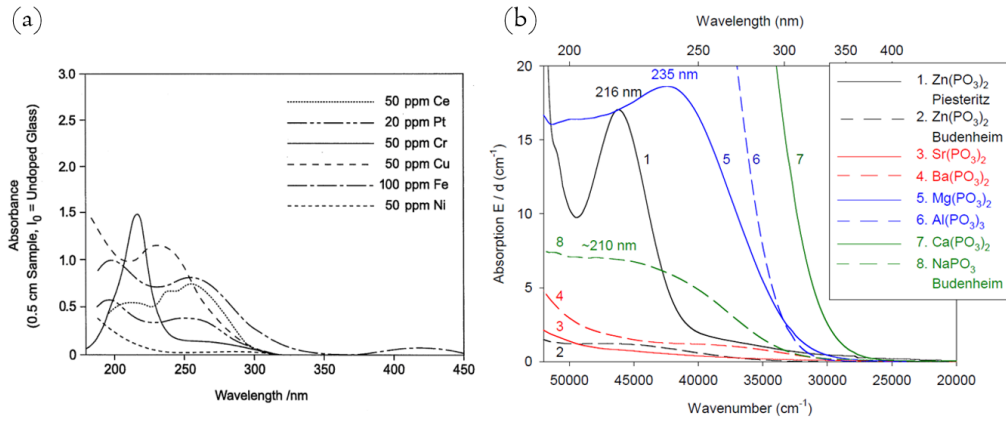 (a)
3.0
2.5
2.0
1.5
1.0
0.5
0
200 250 300 350 400 450
Absorbance
(0.5 cm Sample, I0 = Undoped Glass)
Wavelength /nm
50 ppm Ce
20 ppm Pt
50 ppm Cr
50 ppm Cu
100 ppm Fe
50 ppm Ni
(b)
Wavelength (nm)
200 250 300 350 400
20
15
10
5
0
Absorption E / d (cm-1)
50000 45000 40000 35000 30000 25000 20000
Wavenumber (cm-1)
235 nm
216 nm
~210 nm
1
5
6
7
8
4
3
2
1. Zn(PO3)2
Piesteritz
2. Zn(PO3)2
Budenheim
3. Sr(PO3)2
4. Ba(PO3)2
5. Mg(PO3)2
6. Al(PO3)3
7. Ca(PO3)2
8. NaPO3
Budenheim